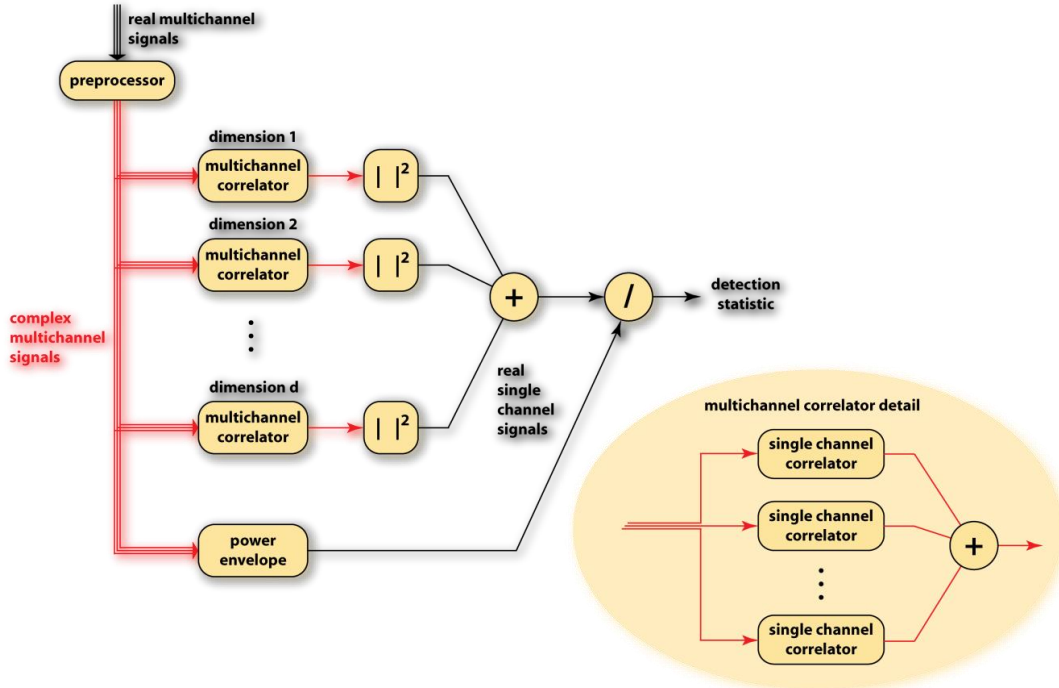 real multichannel
signals
preprocessor
dimension 1
multichannel
correlator
| |²
dimension 2
multichannel
correlator
| |²
+
/
detection
statistic
complex
multichannel
signals
dimension d
multichannel
correlator
| |²
real
single
channel
signals
power
envelope
multichannel correlator detail
single channel
correlator
single channel
correlator
+
single channel
correlator